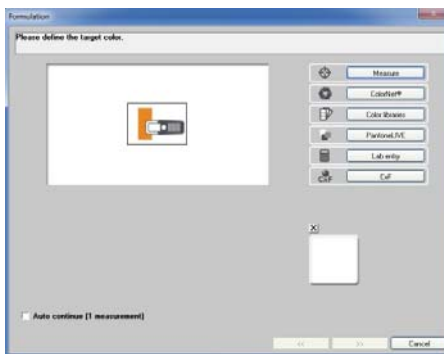 Formulation
Please define the target color.
Measure
ColorNet®
Color libraries
PantoneLIVE
Lab entry
CxF
CxF
X
Auto continue (1 measurement)
<<
>>
Cancel